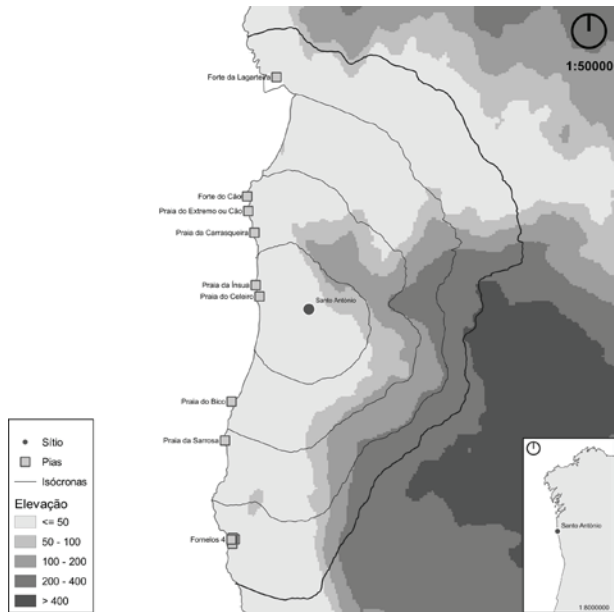 1:50000
Forte da Lagarteira
Forte do Cão
Praia do Extremo ou Cão
Praia da Carrasqueira
Praia da Ínsua
Praia do Celeiro
Santo António
Praia do Bico
Praia da Sarrosa
Fornelos 4
Sítio
Pias
Isócronas
Elevação
<= 50
50 - 100
100 - 200
200 - 400
> 400
Santo António
1:8000000